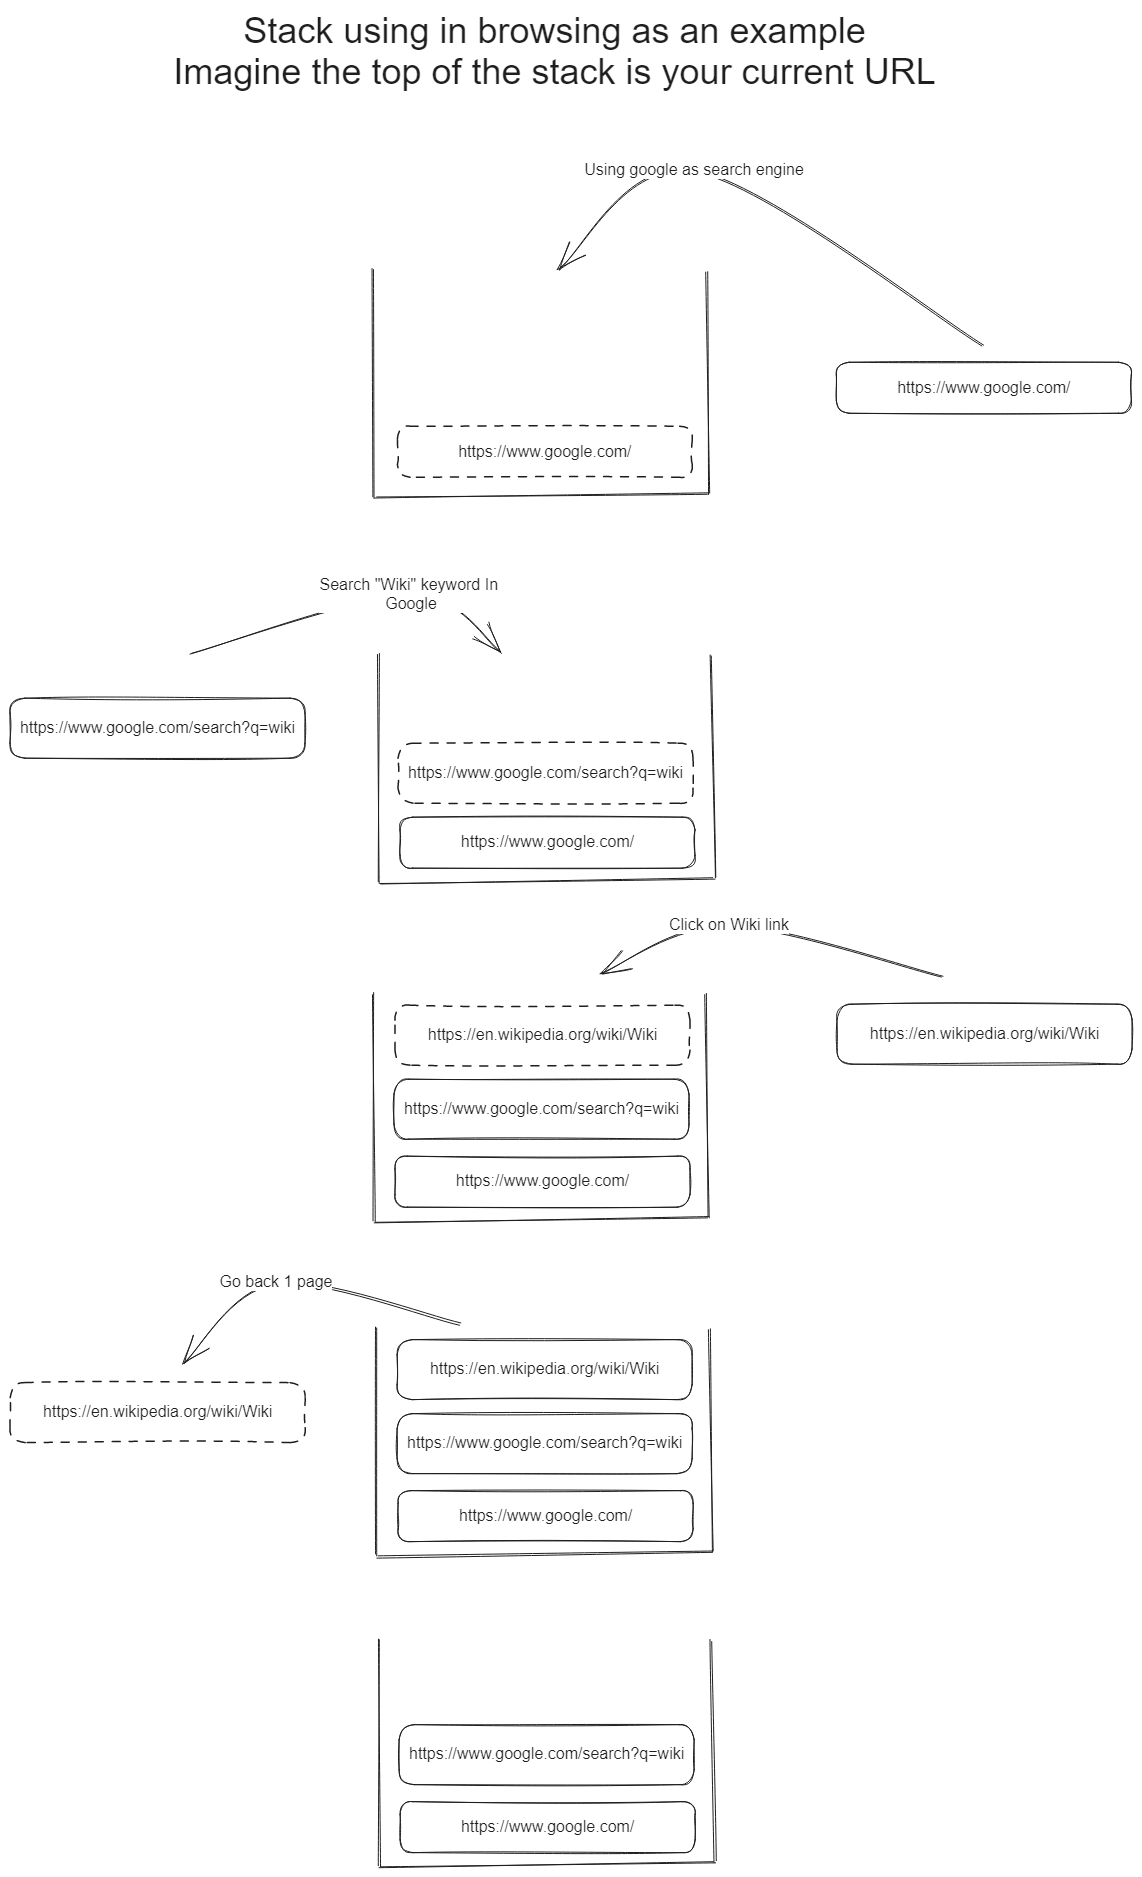 Stack using in browsing as an example
Imagine the top of the stack is your current URL
Using google as search engine
https://www.google.com/
https://www.google.com/
Search "Wiki" keyword In
Google
https://www.google.com/search?q=wiki
https://www.google.com/search?q=wiki
https://www.google.com/
Click on Wiki link
https://en.wikipedia.org/wiki/Wiki
https://en.wikipedia.org/wiki/Wiki
https://www.google.com/search?q=wiki
https://www.google.com/
Go back 1 page
https://en.wikipedia.org/wiki/Wiki
https://en.wikipedia.org/wiki/Wiki
https://www.google.com/search?q=wiki
https://www.google.com/
https://www.google.com/search?q=wiki
https://www.google.com/